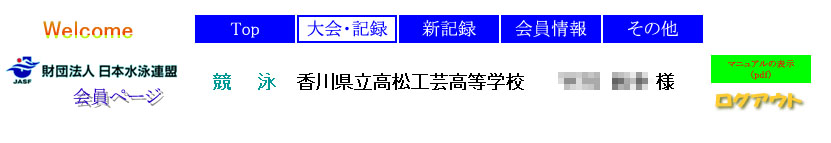 Welcome
Top 大会・記録 新記録 会員情報 その他
JASF 財団法人 日本水泳連盟
会員ページ
競 泳 香川県立高松工芸高等学校 様
マニュアルの表示
(pdf)
ログアウト